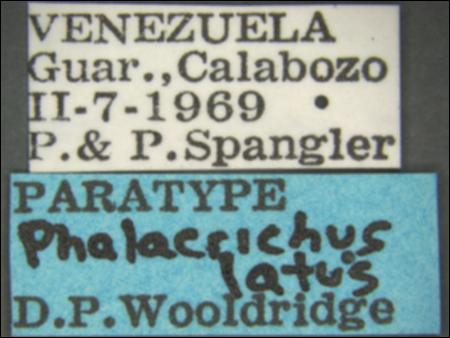 VENEZUELA
Guar.,Calabozo
II-7-1969 •
P.& P.Spangler
PARATYPE
Phalacrichus
latus
D.P.Wooldridge